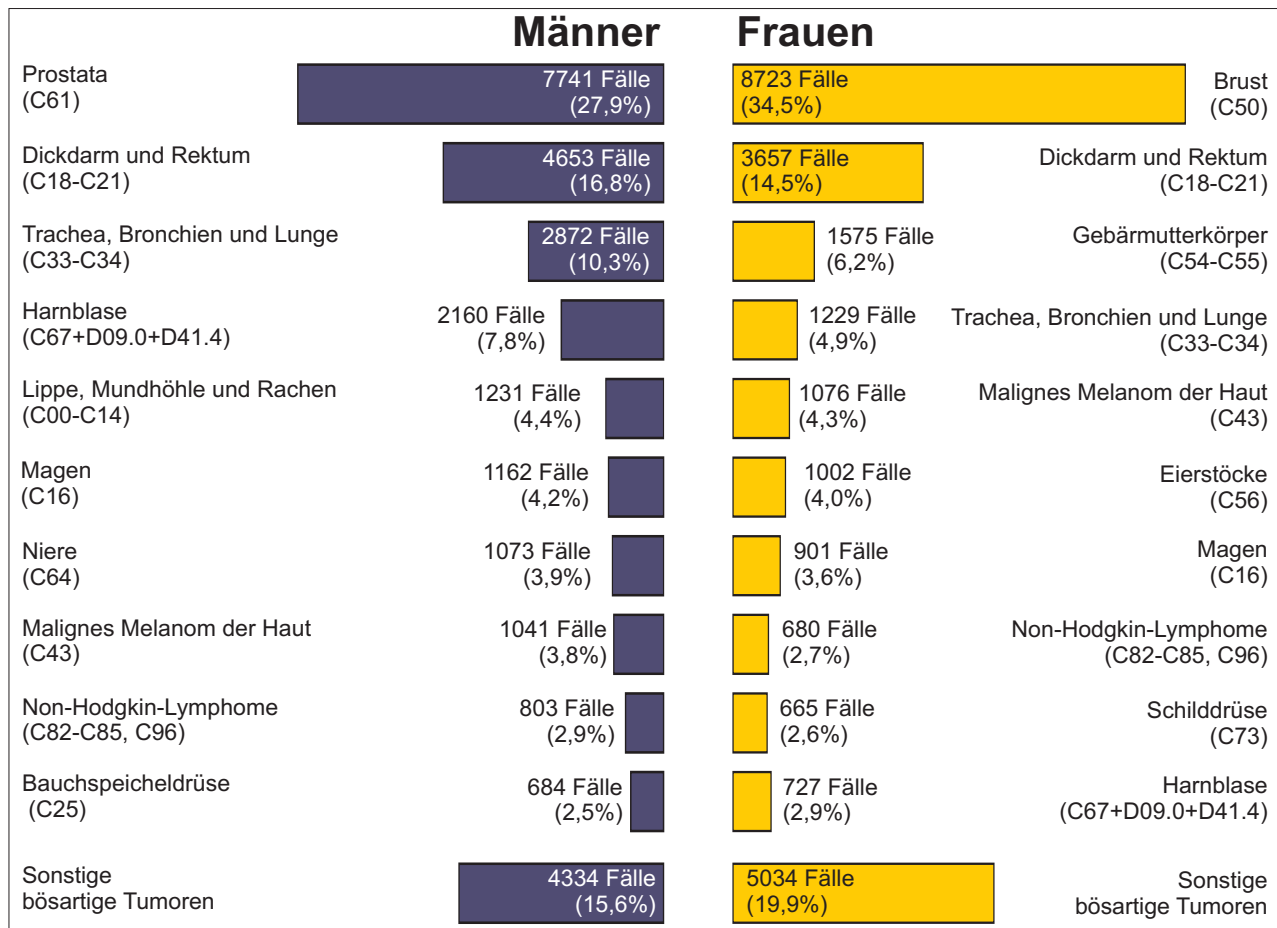 Männer Frauen
Prostata
(C61)
7741 Fälle
(27,9%)
8723 Fälle
(34,5%)
Brust
(C50)
Dickdarm und Rektum
(C18-C21)
4653 Fälle
(16,8%)
3657 Fälle
(14,5%)
Dickdarm und Rektum
(C18-C21)
Trachea, Bronchien und Lunge
(C33-C34)
2872 Fälle
(10,3%)
1575 Fälle
(6,2%)
Gebärmutterkörper
(C54-C55)
Harnblase
(C67+D09.0+D41.4)
2160 Fälle
(7,8%)
1229 Fälle
(4,9%)
Trachea, Bronchien und Lunge
(C33-C34)
Lippe, Mundhöhle und Rachen
(C00-C14)
1231 Fälle
(4,4%)
1076 Fälle
(4,3%)
Malignes Melanom der Haut
(C43)
Magen
(C16)
1162 Fälle
(4,2%)
1002 Fälle
(4,0%)
Eierstöcke
(C56)
Niere
(C64)
1073 Fälle
(3,9%)
901 Fälle
(3,6%)
Magen
(C16)
Malignes Melanom der Haut
(C43)
1041 Fälle
(3,8%)
680 Fälle
(2,7%)
Non-Hodgkin-Lymphome
(C82-C85, C96)
Non-Hodgkin-Lymphome
(C82-C85, C96)
803 Fälle
(2,9%)
665 Fälle
(2,6%)
Schilddrüse
(C73)
Bauchspeicheldrüse
(C25)
684 Fälle
(2,5%)
727 Fälle
(2,9%)
Harnblase
(C67+D09.0+D41.4)
Sonstige
bösartige Tumoren
4334 Fälle
(15,6%)
5034 Fälle
(19,9%)
Sonstige
bösartige Tumoren